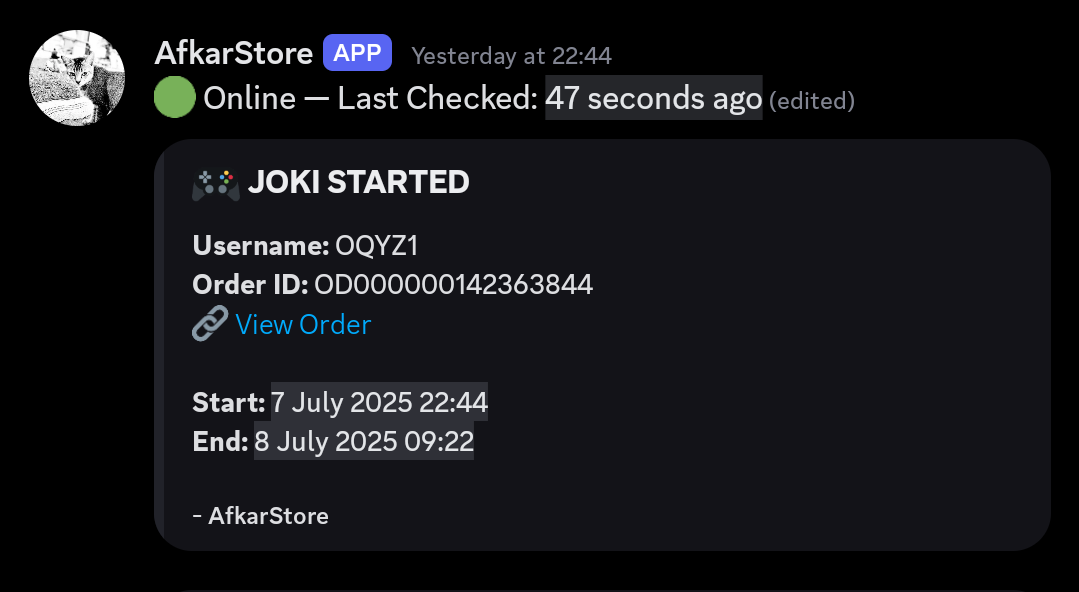 AfkarStore APP Yesterday at 22:44
Online — Last Checked: 47 seconds ago (edited)
JOKI STARTED
Username: OQYZ1
Order ID: OD000000142363844
View Order
Start: 7 July 2025 22:44
End: 8 July 2025 09:22
- AfkarStore